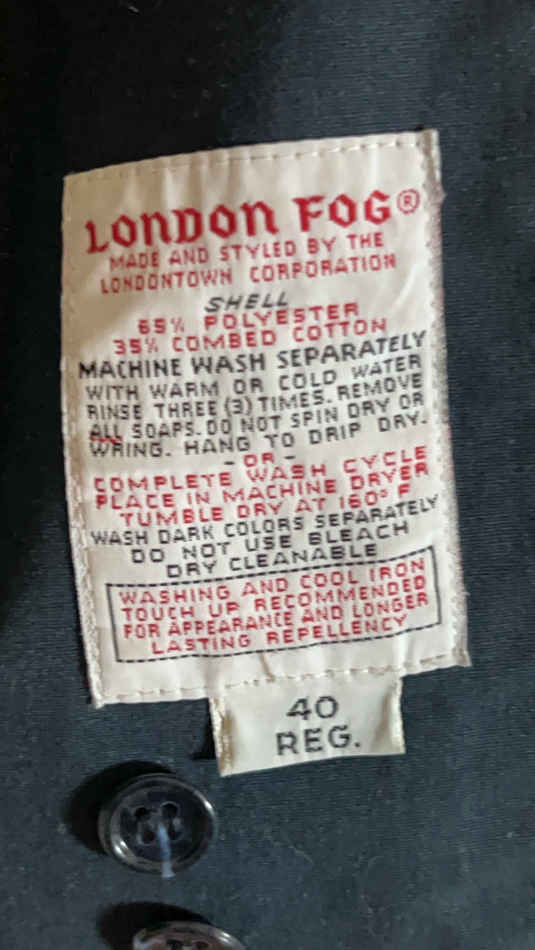 LONDON FOG®
MADE AND STYLED BY THE
LONDONTOWN CORPORATION
SHELL
65% POLYESTER
35% COMBED COTTON
MACHINE WASH SEPARATELY
WITH WARM OR COLD WATER
RINSE THREE (3) TIMES. REMOVE
ALL SOAPS. DO NOT SPIN DRY OR
WRING. HANG TO DRIP DRY.
- OR -
COMPLETE WASH CYCLE
PLACE IN MACHINE DRYER
TUMBLE DRY AT 160° F
WASH DARK COLORS SEPARATELY
DO NOT USE BLEACH
DRY CLEANABLE
WASHING AND COOL IRON
TOUCH UP RECOMMENDED
FOR APPEARANCE AND LONGER
LASTING REPELLENCY
40
REG.